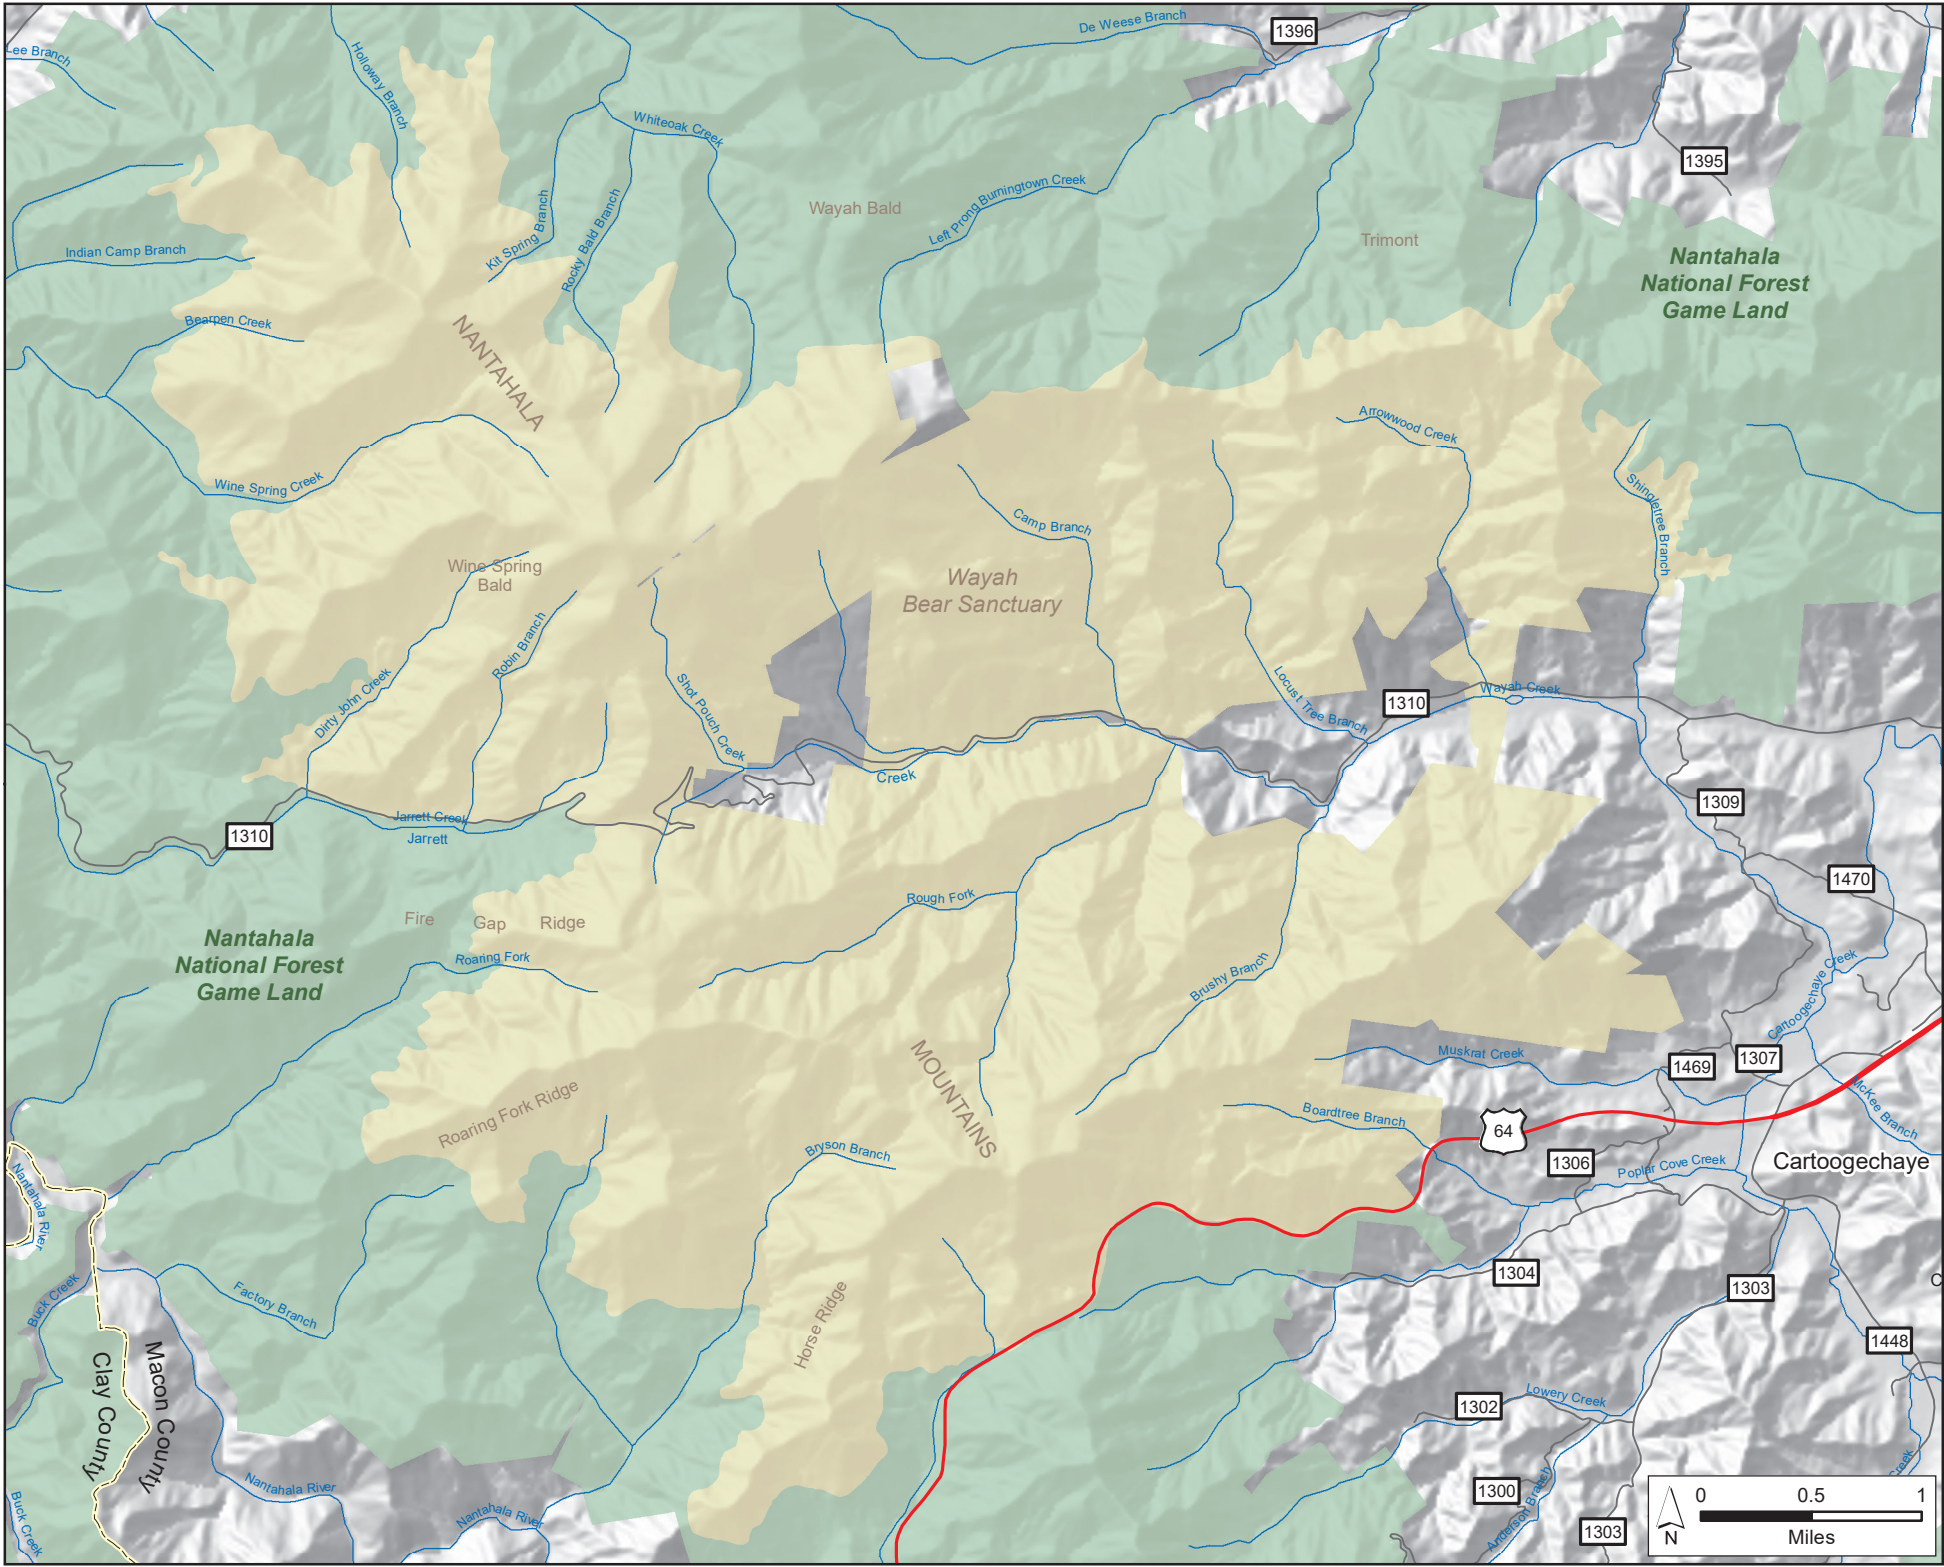 De Weese Branch
1396
Lee Branch
Holloway Branch
Whiteoak Creek
1395
Kit Spring Branch
Rocky Bald Branch
Wayah Bald
Left Prong Burningtown Creek
Trimont
Indian Camp Branch
Nantahala
National Forest
Game Land
Bearpen Creek
NANTAHALA
Arrowwood Creek
Wine Spring Creek
Shingletree Branch
Camp Branch
Wine Spring
Bald
Wayah
Bear Sanctuary
Robin Branch
Dirty John Creek
Shot Pouch Creek
Locust Tree Branch
1310
Wayah Creek
Creek
1309
1310
Jarrett Creek
Jarrett
1470
Rough Fork
Fire Gap Ridge
Nantahala
National Forest
Game Land
Roaring Fork
Brushy Branch
Cartoogechaye Creek
MOUNTAINS
Muskrat Creek
1469
1307
Roaring Fork Ridge
Boardtree Branch
64
McKee Branch
Bryson Branch
1306
Poplar Cove Creek
Cartoogechaye
Nantahala River
1304
1303
C
Buck Creek
Factory Branch
Horse Ridge
1448
Clay County
Macon County
1302
Lowery Creek
Nantahala River
Nantahala River
Buck Creek
1300
Anderson Branch
1303
Creek
0 0.5 1
Miles
N